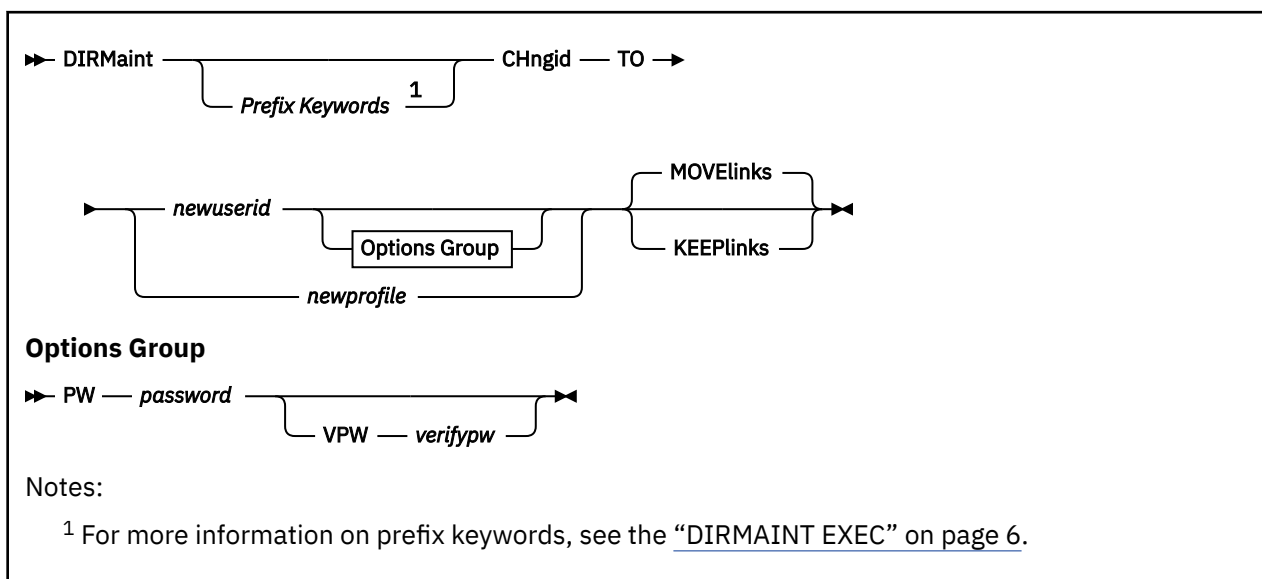 DIRMaint CHngid TO
Prefix Keywords 1
MOVElinks
newuserid
Options Group KEEPlinks
newprofile
Options Group
PW password
VPW verifypw
Notes:
1 For more information on prefix keywords, see the “DIRMAINT EXEC” on page 6.